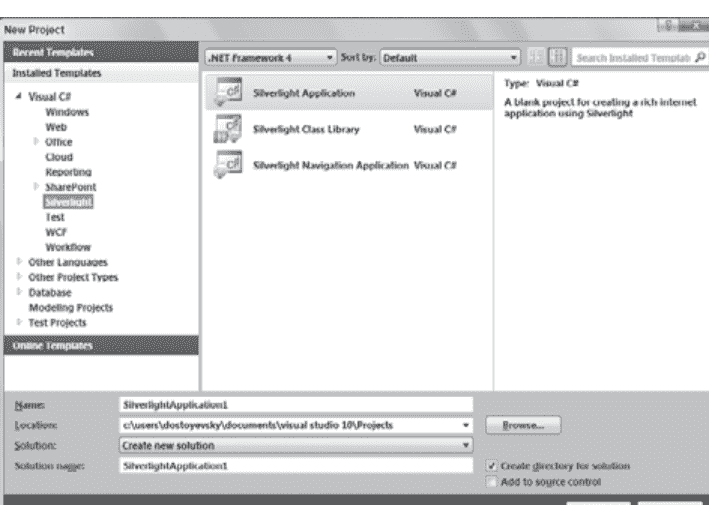 New Project
Recent Templates
Installed Templates
Visual C#
Windows
Web
Office
Cloud
Reporting
SharePoint
Silverlight
Test
WCF
Workflow
Other Languages
Other Project Types
Database
Modeling Projects
Test Projects
Online Templates
.NET Framework 4 Sort by: Default
Search Installed Templat
Silverlight Application Visual C#
Silverlight Class Library Visual C#
Silverlight Navigation Application Visual C#
Type: Visual C#
A blank project for creating a rich internet
application using Silverlight
Name: SilverlightApplication1
Location: c:\users\dostoyevsky\documents\visual studio 10\Projects Browse...
Solution: Create new solution
Solution name: SilverlightApplication1 Create directory for solution
Add to source control